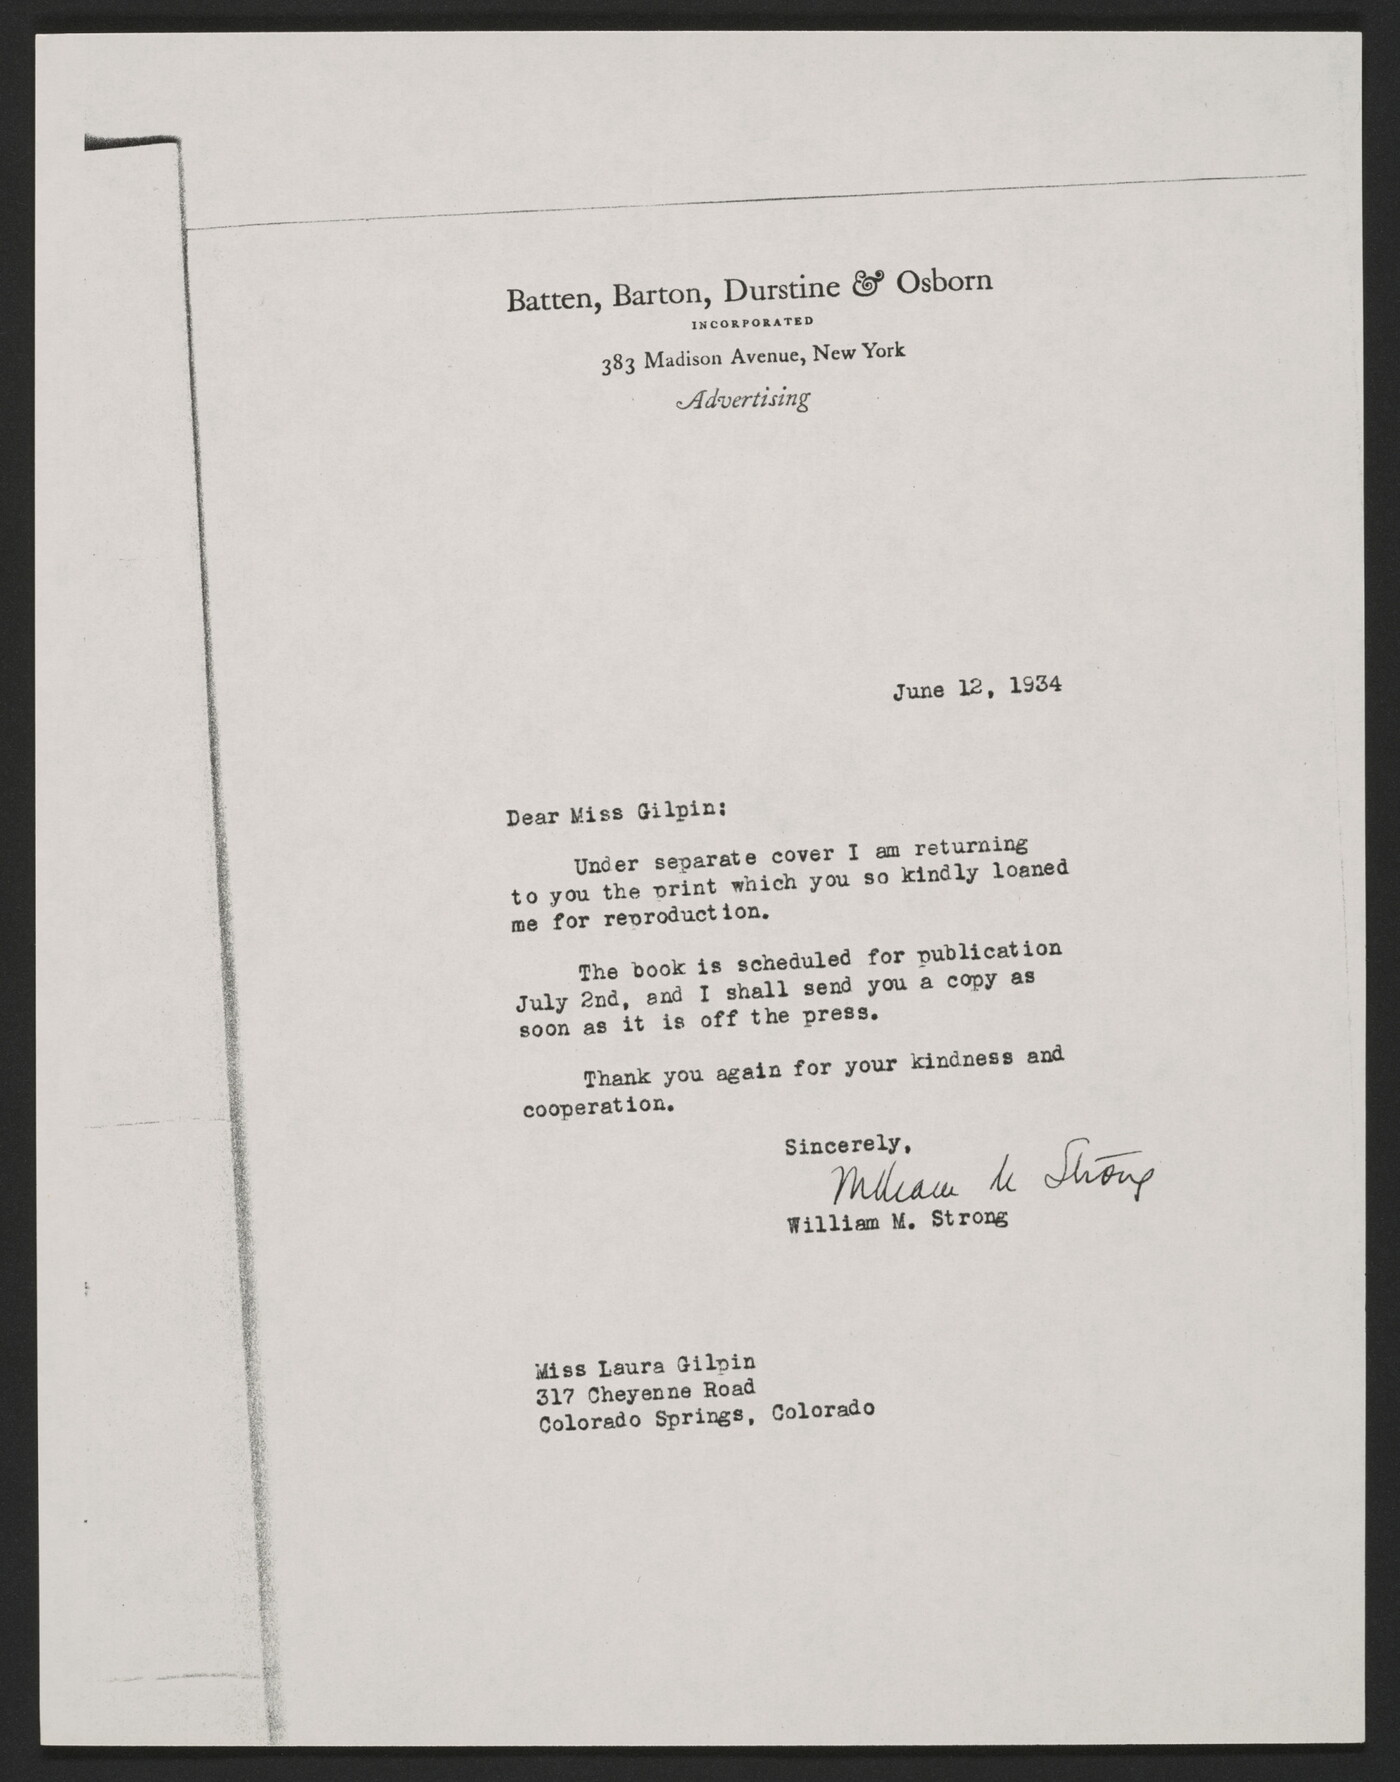 Batten, Barton, Durstine & Osborn
INCORPORATED
383 Madison Avenue, New York
Advertising
June 12, 1934
Dear Miss Gilpin:
Under separate cover I am returning
to you the print which you so kindly loaned
me for reproduction.
The book is scheduled for publication
July 2nd, and I shall send you a copy as
soon as it is off the press.
Thank you again for your kindness and
cooperation.
Sincerely,
William M Strong
William M. Strong
Miss Laura Gilpin
317 Cheyenne Road
Colorado Springs, Colorado